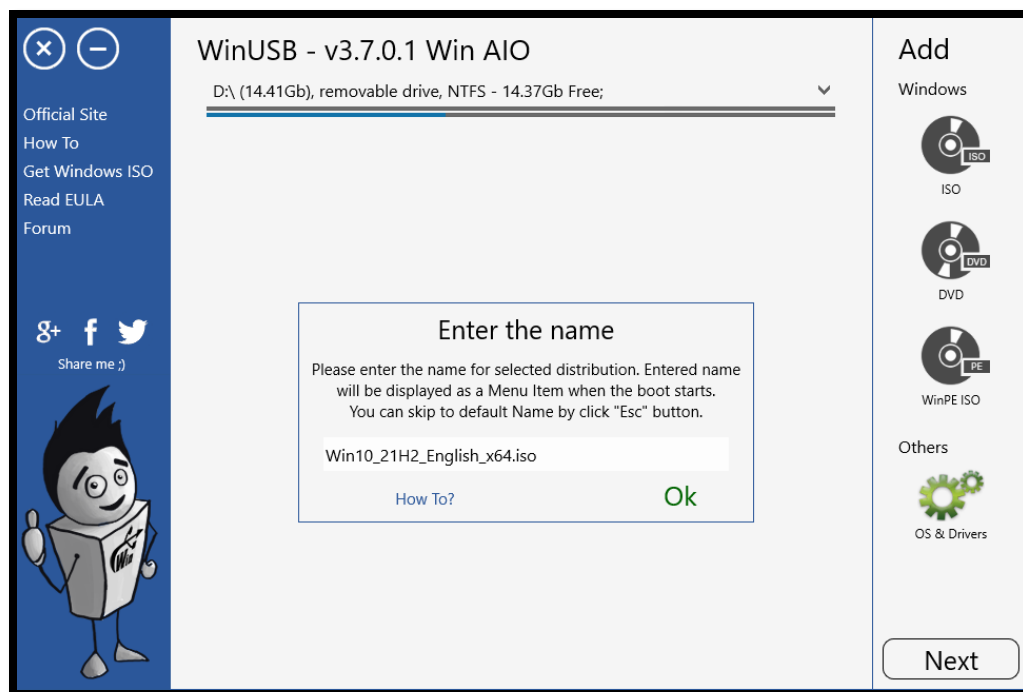 WinUSB - v3.7.0.1 Win AIO
D:\ (14.41Gb), removable drive, NTFS - 14.37Gb Free;
Official Site
How To
Get Windows ISO
Read EULA
Forum
g+ f
Share me ;)
Win
Enter the name
Please enter the name for selected distribution. Entered name
will be displayed as a Menu Item when the boot starts.
You can skip to default Name by click "Esc" button.
Win10_21H2_English_x64.iso
How To?
Ok
Add
Windows
ISO
ISO
DVD
DVD
PE
WinPE ISO
Others
OS & Drivers
Next